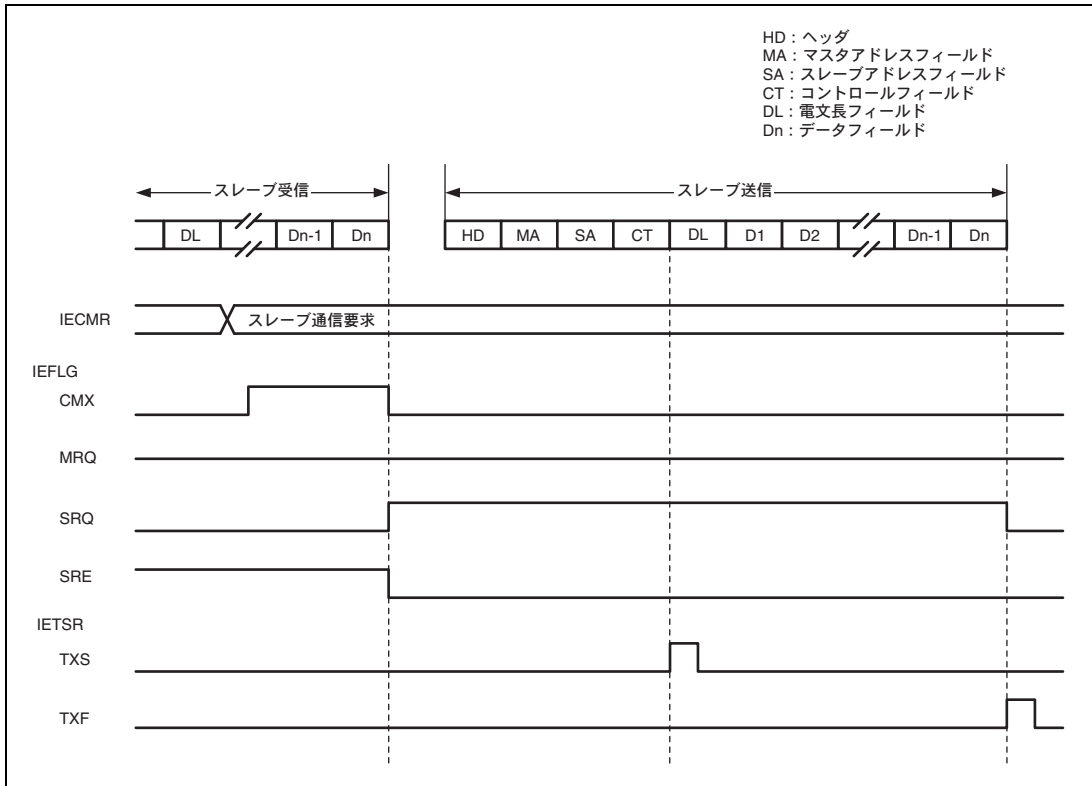 HD：ヘッダ
MA：マスタアドレスフィールド
SA：スレーブアドレスフィールド
CT：コントロールフィールド
DL：電文長フィールド
Dn：データフィールド
スレーブ受信 スレーブ送信
DL Dn-1 Dn HD MA SA CT DL D1 D2 Dn-1 Dn
IECMR スレーブ通信要求
IEFLG
CMX
MRQ
SRQ
SRE
IETSR
TXS
TXF